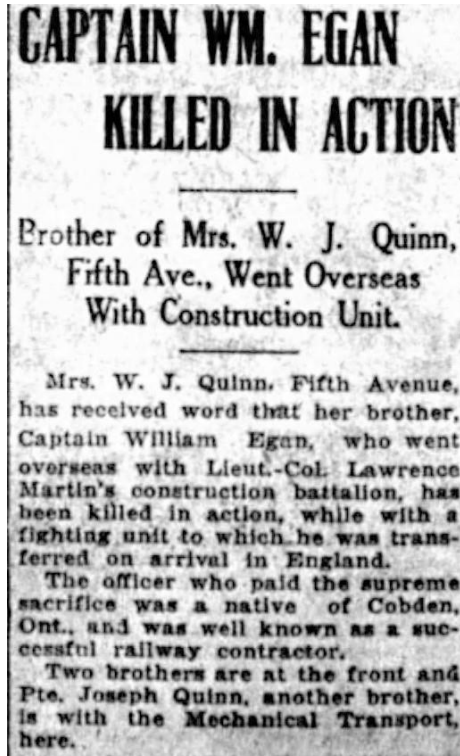 CAPTAIN WM. EGAN
KILLED IN ACTION
Brother of Mrs. W. J. Quinn,
Fifth Ave., Went Overseas
With Construction Unit.
Mrs. W. J. Quinn, Fifth Avenue,
has received word that her brother,
Captain William Egan, who went
overseas with Lieut.-Col. Lawrence
Martin's construction battalion, has
been killed in action, while with a
fighting unit to which he was trans-
ferred on arrival in England.
The officer who paid the supreme
sacrifice was a native of Cobden,
Ont., and was well known as a suc-
cessful railway contractor.
Two brothers are at the front and
Pte. Joseph Quinn, another brother,
is with the Mechanical Transport,
here.